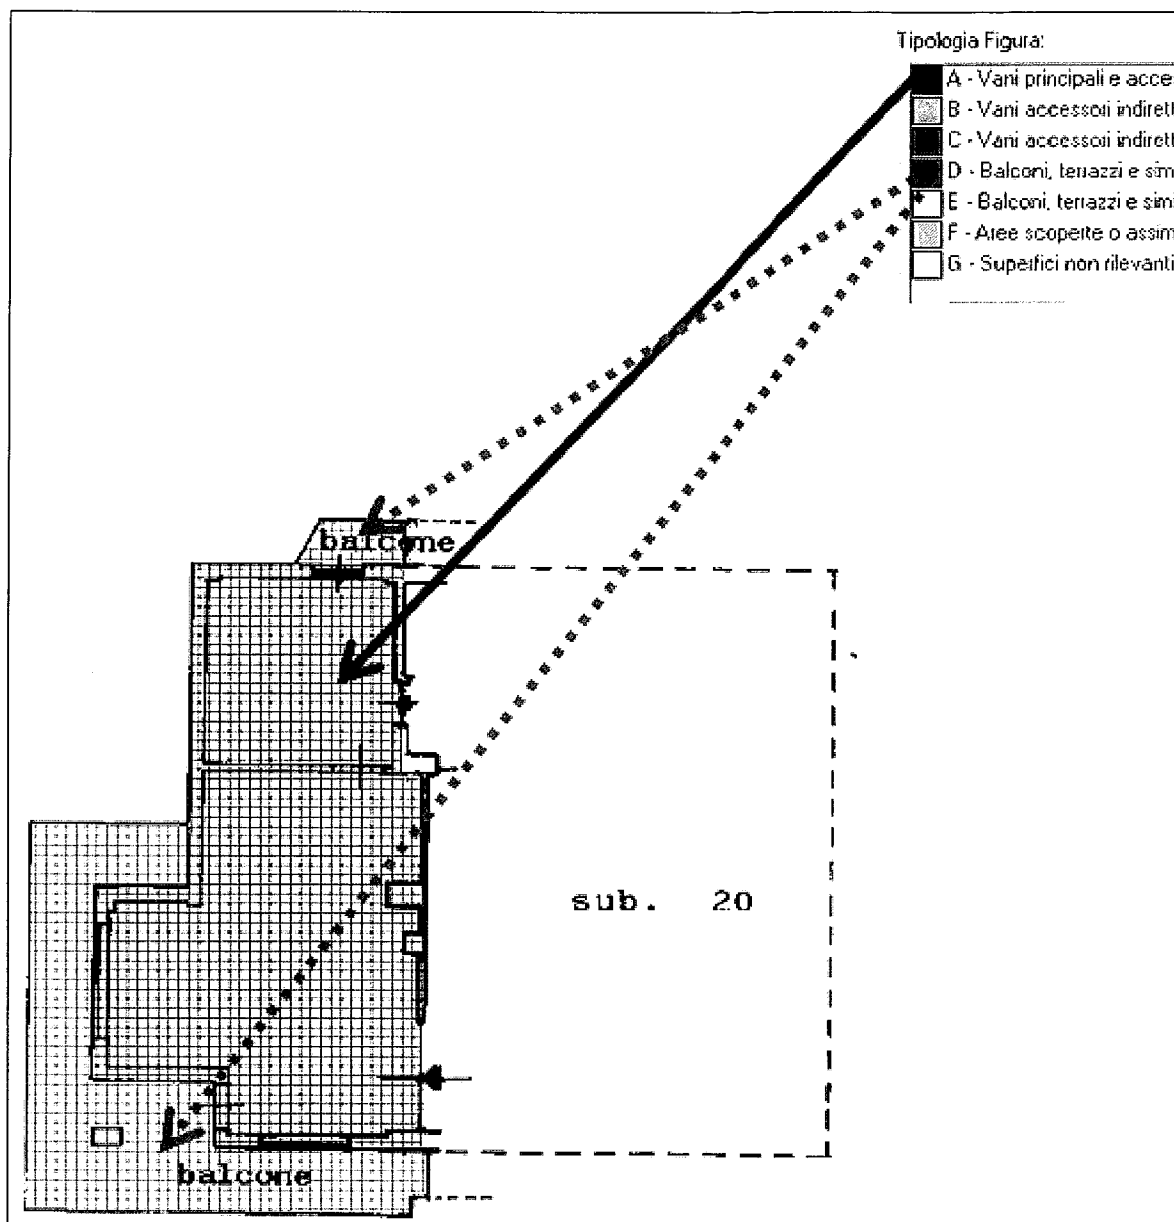 Tipologia Figura:
A - Vani principali e acce
B - Vani accessori indirett
C - Vani accessori indirett
D - Balconi, terrazzi e sim
E - Balconi, terrazzi e simi
F - Aree scoperte o assim
G - Superfici non rilevanti
balcone
sub. 20
balcone